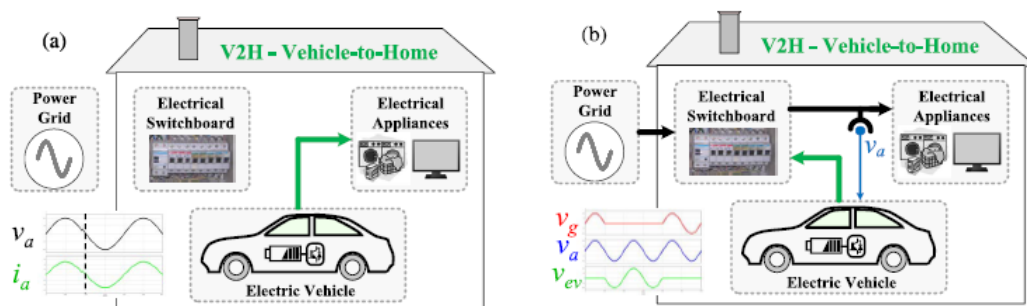 (a)
V2H - Vehicle-to-Home
Power
Grid
Electrical
Switchboard
Electrical
Appliances
va
ia
Electric Vehicle
(b)
V2H - Vehicle-to-Home
Power
Grid
Electrical
Switchboard
Electrical
Appliances
va
vg
va
vev
Electric Vehicle